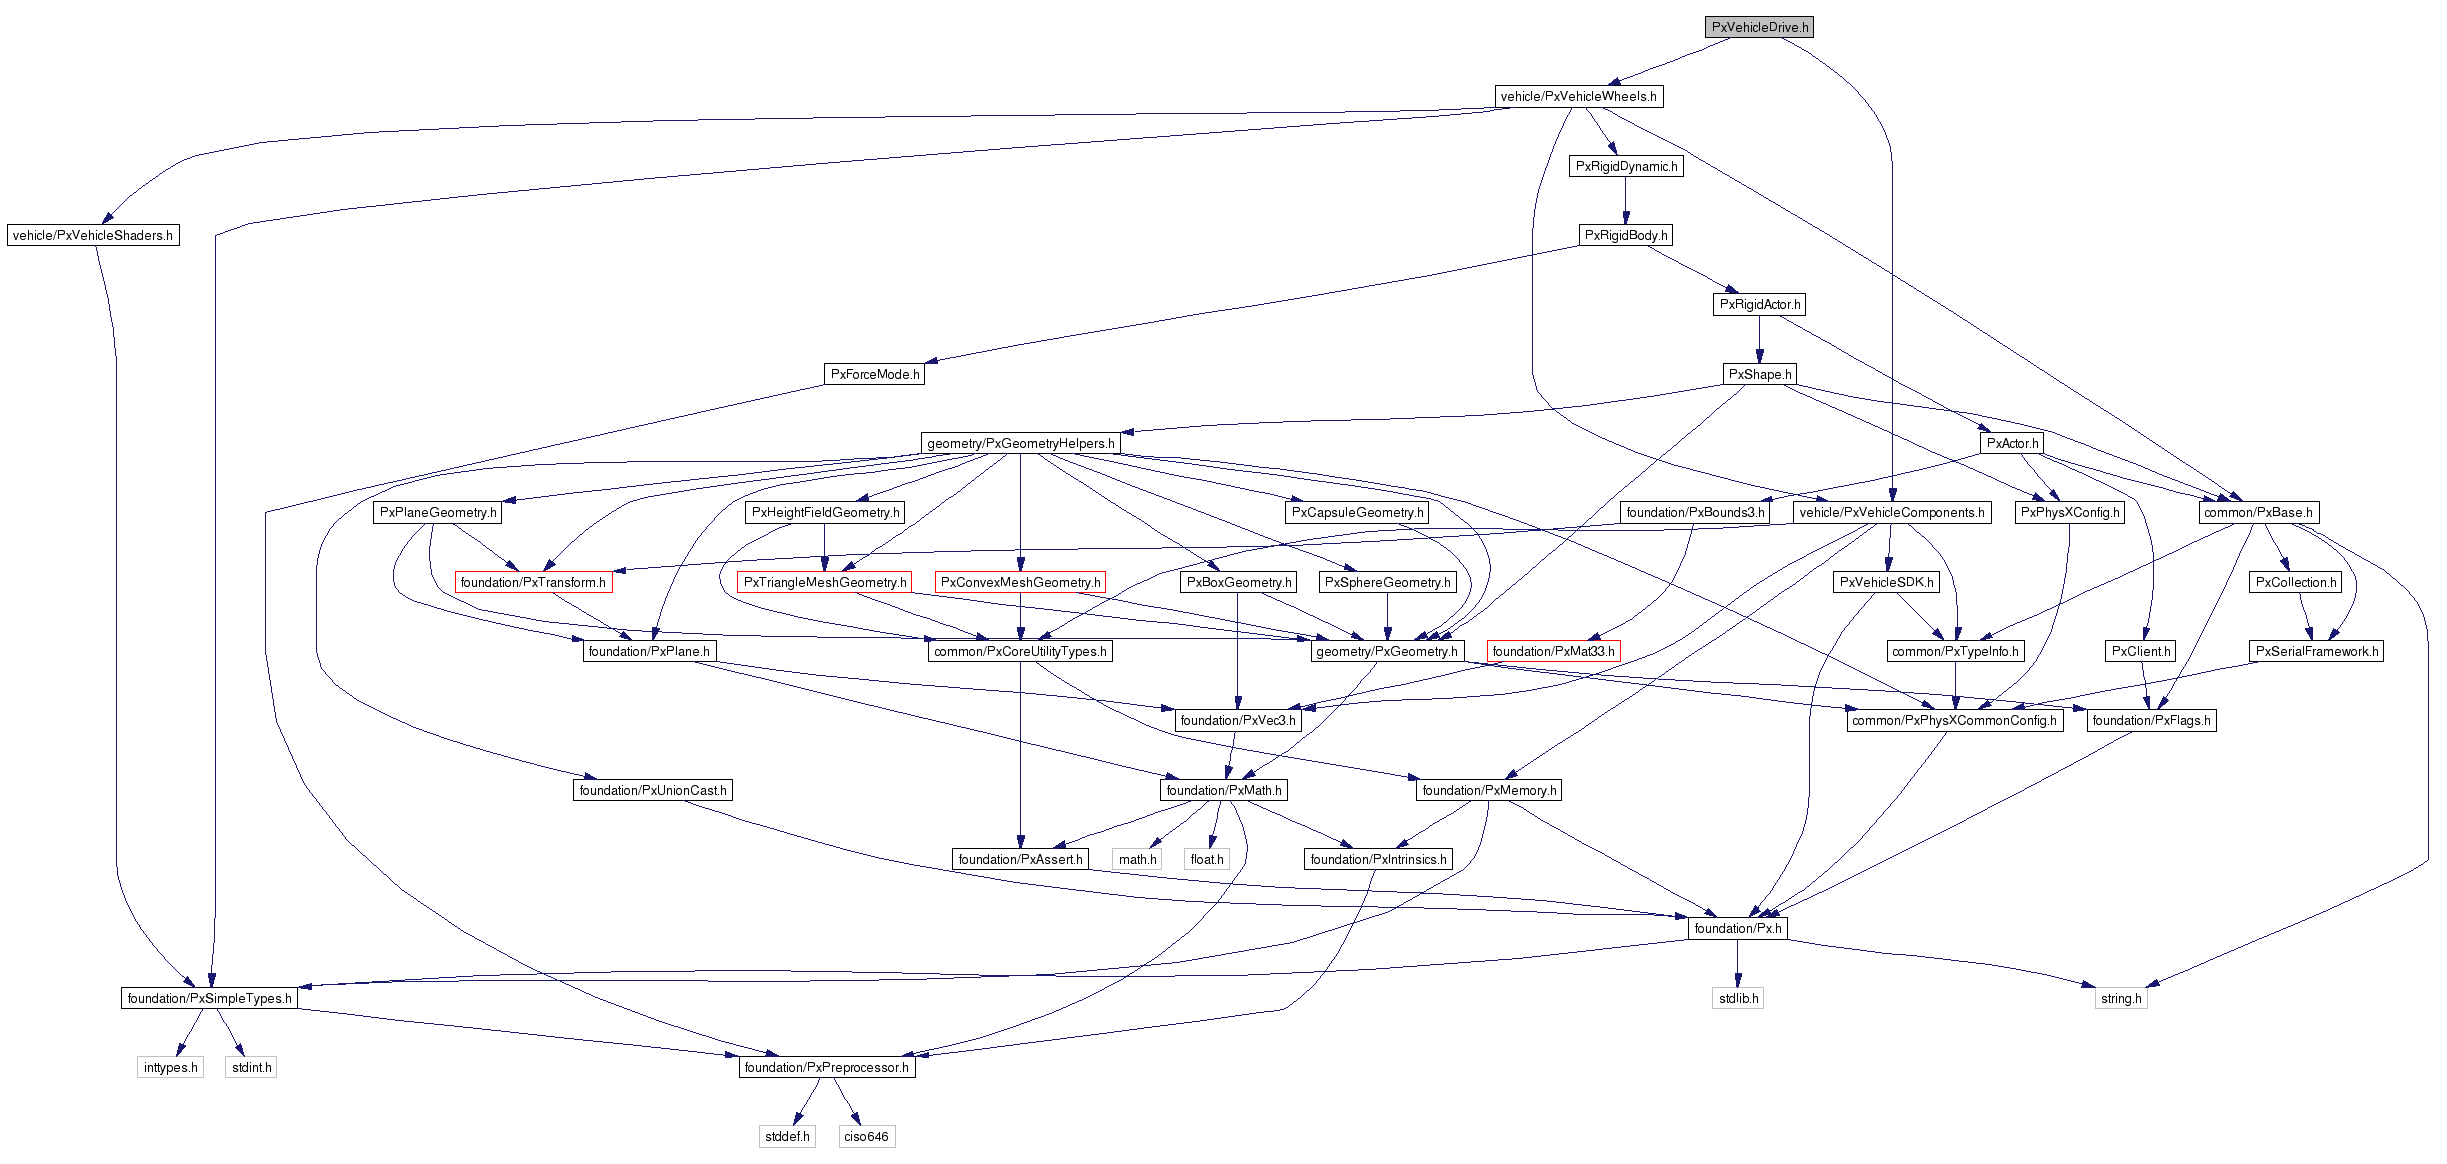 PxVehicleDrive.h
vehicle/PxVehicleWheels.h
PxRigidDynamic.h
vehicle/PxVehicleShaders.h
PxRigidBody.h
PxRigidActor.h
PxForceMode.h
PxShape.h
geometry/PxGeometryHelpers.h
PxActor.h
PxPlaneGeometry.h
PxHeightFieldGeometry.h
PxCapsuleGeometry.h
foundation/PxBounds3.h
vehicle/PxVehicleComponents.h
PxPhysXConfig.h
common/PxBase.h
foundation/PxTransform.h
PxTriangleMeshGeometry.h
PxConvexMeshGeometry.h
PxBoxGeometry.h
PxSphereGeometry.h
PxVehicleSDK.h
PxCollection.h
foundation/PxPlane.h
common/PxCoreUtilityTypes.h
geometry/PxGeometry.h
foundation/PxMat33.h
common/PxTypeInfo.h
PxClient.h
PxSerialFramework.h
foundation/PxVec3.h
common/PxPhysXCommonConfig.h
foundation/PxFlags.h
foundation/PxUnionCast.h
foundation/PxMath.h
foundation/PxMemory.h
foundation/PxAssert.h
math.h
float.h
foundation/PxIntrinsics.h
foundation/Px.h
foundation/PxSimpleTypes.h
stdlib.h
string.h
inttypes.h
stdint.h
foundation/PxPreprocessor.h
stddef.h
ciso646